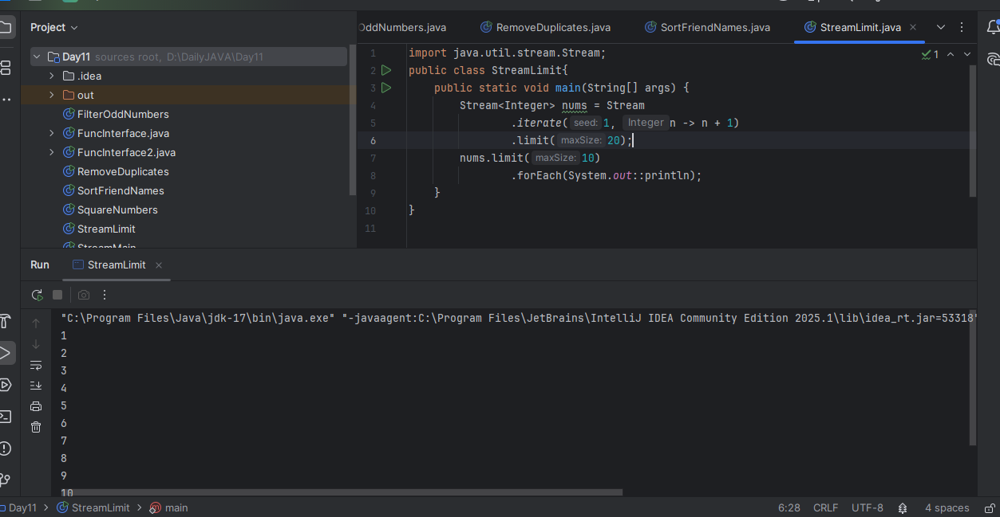 Project
OddNumbers.java
RemoveDuplicates.java
SortFriendNames.java
StreamLimit.java
Day11 sources root, D:\DailyJAVA\Day11
.idea
out
FilterOddNumbers
FuncInterface.java
FuncInterface2.java
RemoveDuplicates
SortFriendNames
SquareNumbers
StreamLimit
StreamMain
1 import java.util.stream.Stream;
2 public class StreamLimit{
3 public static void main(String[] args) {
4 Stream<Integer> nums = Stream
5 .iterate( seed: 1, Integer n -> n + 1)
6 .limit( maxSize: 20);
7 nums.limit( maxSize: 10)
8 .forEach(System.out::println);
9 }
10 }
11
1
Run
StreamLimit
"C:\Program Files\Java\jdk-17\bin\java.exe" "-javaagent:C:\Program Files\JetBrains\IntelliJ IDEA Community Edition 2025.1\lib\idea_rt.jar=53318
1
2
3
4
5
6
7
8
9
10
Day11 > StreamLimit > main
6:28 CRLF UTF-8 4 spaces